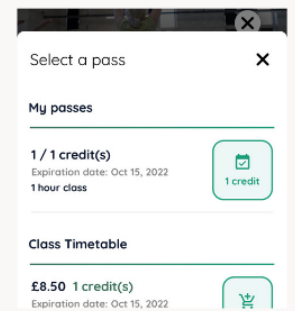 Select a pass
My passes
1 / 1 credit(s)
Expiration date: Oct 15, 2022
1 hour class
1 credit
Class Timetable
£8.50 1 credit(s)
Expiration date: Oct 15, 2022